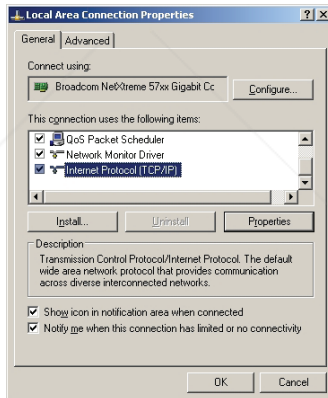 Local Area Connection Properties
General Advanced
Connect using:
Broadcom NetXtreme 57xx Gigabit Cc
Configure...
This connection uses the following items:
QoS Packet Scheduler
Network Monitor Driver
Internet Protocol (TCP/IP)
Install... Uninstall Properties
Description
Transmission Control Protocol/Internet Protocol. The default
wide area network protocol that provides communication
across diverse interconnected networks.
Show icon in notification area when connected
Notify me when this connection has limited or no connectivity
OK Cancel